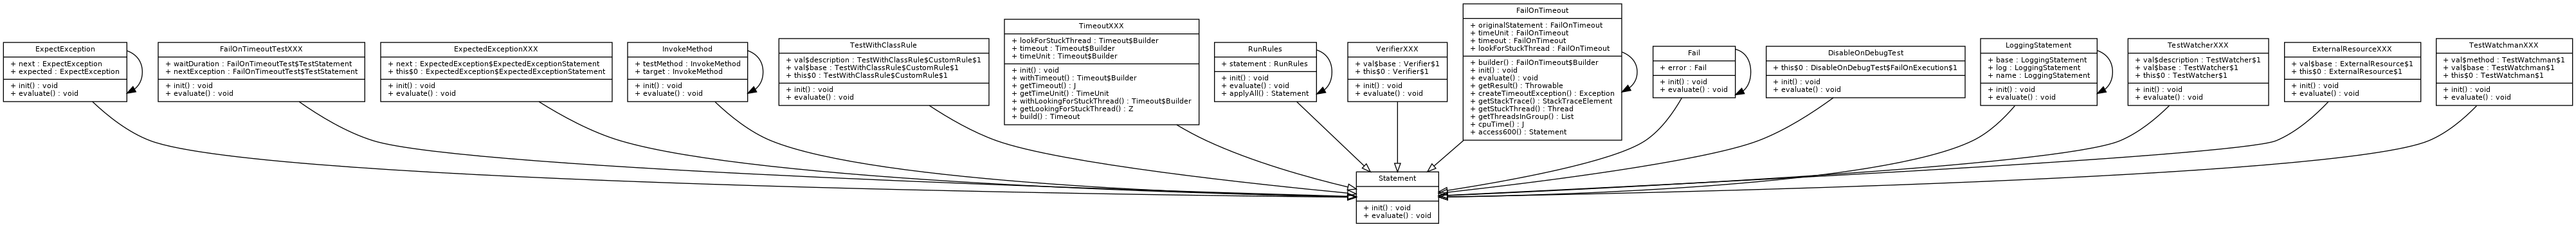 ExpectException
+ next : ExpectException
+ expected : ExpectException
+ init() : void
+ evaluate() : void
FailOnTimeoutTestXXX
+ waitDuration : FailOnTimeoutTest$TestStatement
+ nextException : FailOnTimeoutTest$TestStatement
+ init() : void
+ evaluate() : void
ExpectedExceptionXXX
+ next : ExpectedException$ExpectedExceptionStatement
+ this$0 : ExpectedException$ExpectedExceptionStatement
+ init() : void
+ evaluate() : void
InvokeMethod
+ testMethod : InvokeMethod
+ target : InvokeMethod
+ init() : void
+ evaluate() : void
TestWithClassRule
+ val$description : TestWithClassRule$CustomRule$1
+ val$base : TestWithClassRule$CustomRule$1
+ this$0 : TestWithClassRule$CustomRule$1
+ init() : void
+ evaluate() : void
TimeoutXXX
+ lookForStuckThread : Timeout$Builder
+ timeout : Timeout$Builder
+ timeUnit : Timeout$Builder
+ init() : void
+ withTimeout() : Timeout$Builder
+ getTimeout() : J
+ getTimeUnit() : TimeUnit
+ withLookingForStuckThread() : Timeout$Builder
+ getLookingForStuckThread() : Z
+ build() : Timeout
RunRules
+ statement : RunRules
+ init() : void
+ evaluate() : void
+ applyAll() : Statement
VerifierXXX
+ val$base : Verifier$1
+ this$0 : Verifier$1
+ init() : void
+ evaluate() : void
FailOnTimeout
+ originalStatement : FailOnTimeout
+ timeUnit : FailOnTimeout
+ timeout : FailOnTimeout
+ lookForStuckThread : FailOnTimeout
+ builder() : FailOnTimeout$Builder
+ init() : void
+ evaluate() : void
+ getResult() : Throwable
+ createTimeoutException() : Exception
+ getStackTrace() : StackTraceElement
+ getStuckThread() : Thread
+ getThreadsInGroup() : List
+ cpuTime() : J
+ access600() : Statement
Fail
+ error : Fail
+ init() : void
+ evaluate() : void
DisableOnDebugTest
+ this$0 : DisableOnDebugTest$FailOnExecution$1
+ init() : void
+ evaluate() : void
LoggingStatement
+ base : LoggingStatement
+ log : LoggingStatement
+ name : LoggingStatement
+ init() : void
+ evaluate() : void
TestWatcherXXX
+ val$description : TestWatcher$1
+ val$base : TestWatcher$1
+ this$0 : TestWatcher$1
+ init() : void
+ evaluate() : void
ExternalResourceXXX
+ val$base : ExternalResource$1
+ this$0 : ExternalResource$1
+ init() : void
+ evaluate() : void
TestWatchmanXXX
+ val$method : TestWatchman$1
+ val$base : TestWatchman$1
+ this$0 : TestWatchman$1
+ init() : void
+ evaluate() : void
Statement
+ init() : void
+ evaluate() : void